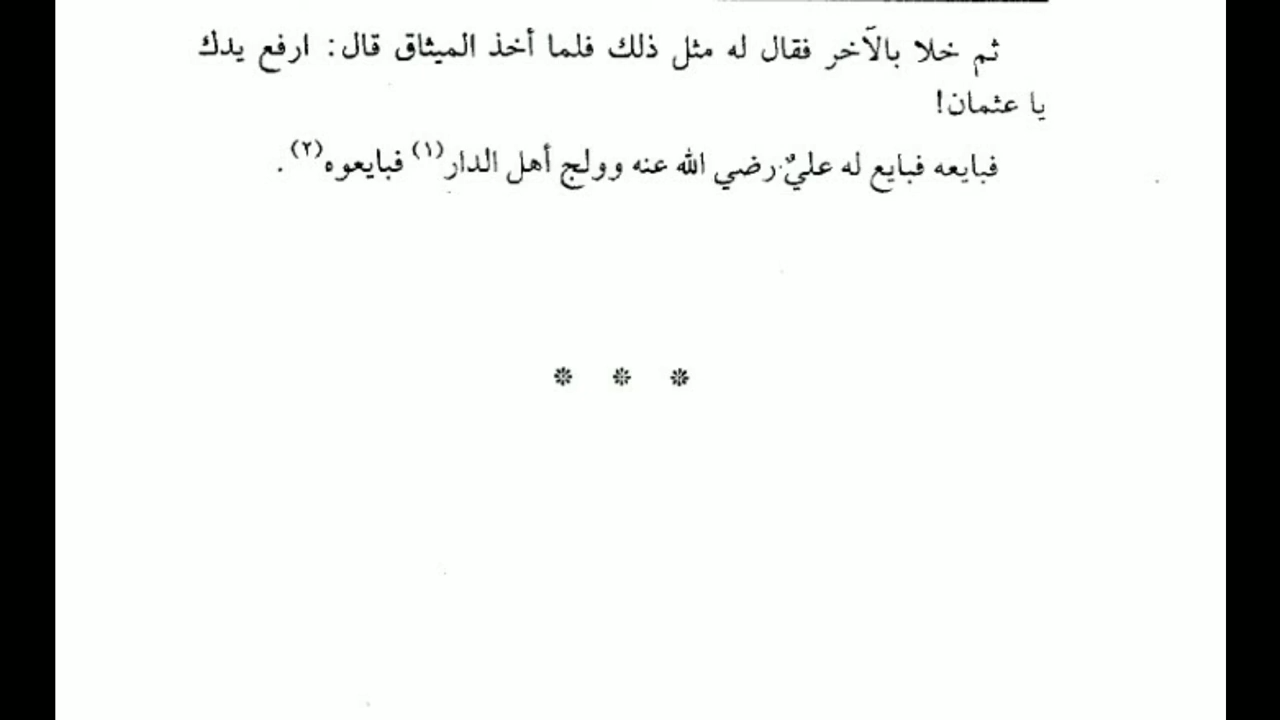 ثم خلا بالآخر فقال له مثل ذلك فلما أخذ الميثاق قال: ارفع يدك
يا عثمان!
فبايعه فبايع له عليٌ رضي الله عنه وولج أهل الدار(١) فبايعوه(٢).
* * *